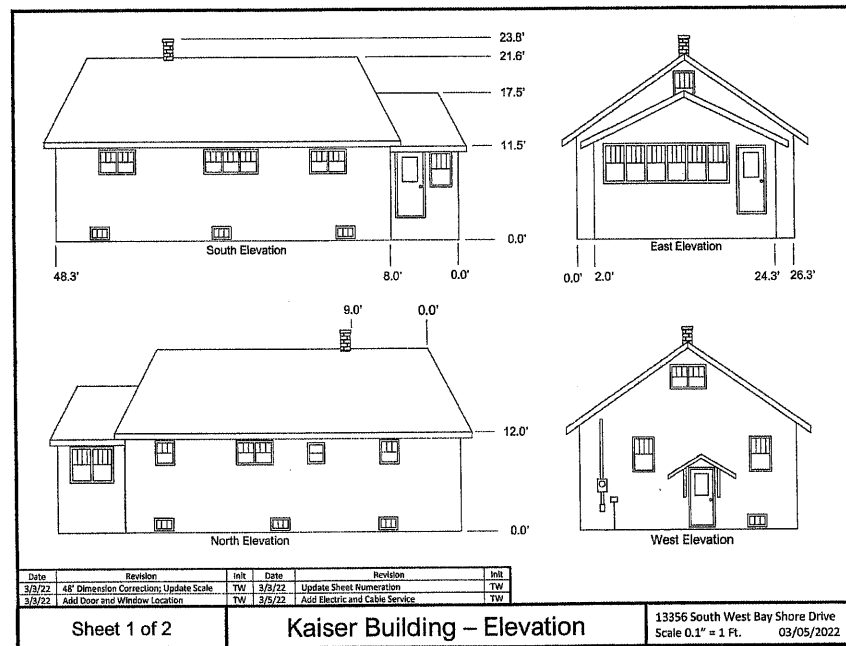 23.8'
21.6'
17.5'
11.5'
0.0'
South Elevation
48.3'
8.0'
0.0'
East Elevation
0.0'
2.0'
24.3'
26.3'
9.0'
0.0'
12.0'
0.0'
North Elevation
West Elevation
Date Revision Init Date Revision Init
3/3/22 48' Dimension Correction; Update Scale TW 3/3/22 Update Sheet Numeration TW
3/3/22 Add Door and Window Location TW 3/5/22 Add Electric and Cable Service TW
Sheet 1 of 2
Kaiser Building – Elevation
13356 South West Bay Shore Drive
Scale 0.1" = 1 Ft. 03/05/2022